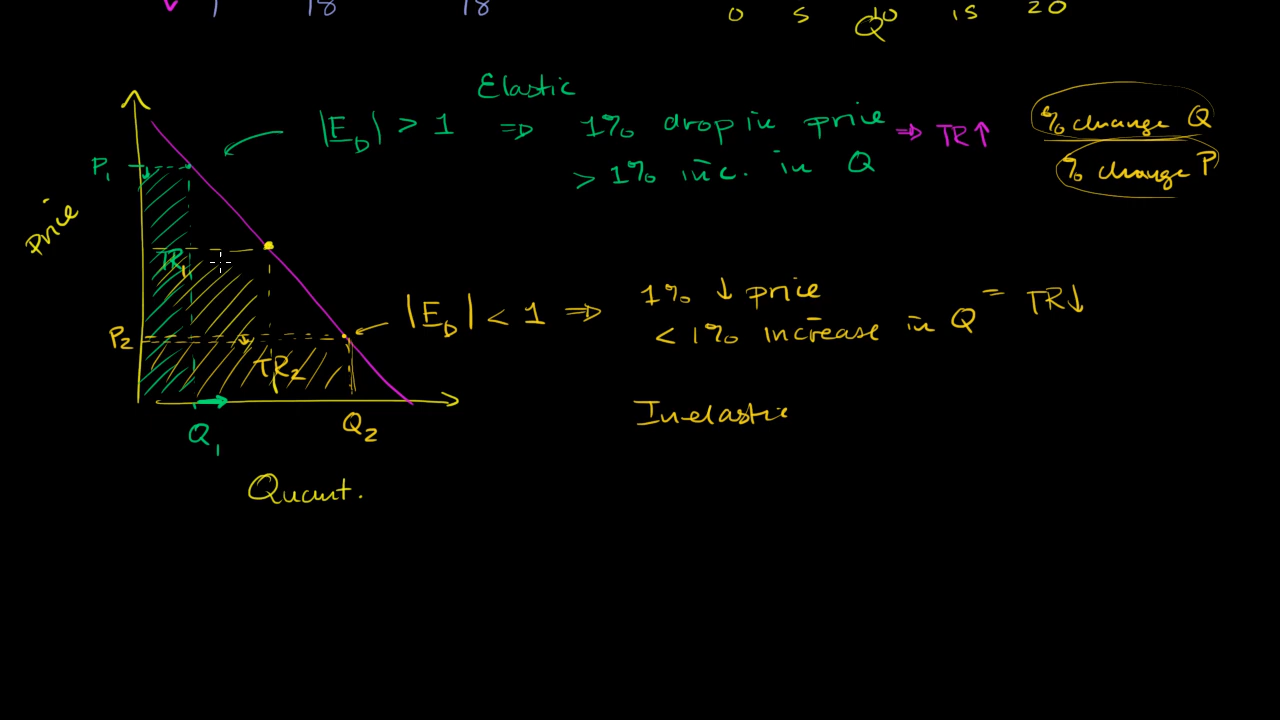 1 18 18 0 5 10 15 20
Q
Elastic
|E_D| > 1 ⇒ 1% drop in price ⇒ TR↑
> 1% inc. in Q
% change Q
% change P
P₁
Price
TR₁
1% ↓ price
|E_D| < 1 ⇒ < 1% increase in Q = TR↓
P₂
TR₂
Inelastic
Q₁ Q₂
Quant.